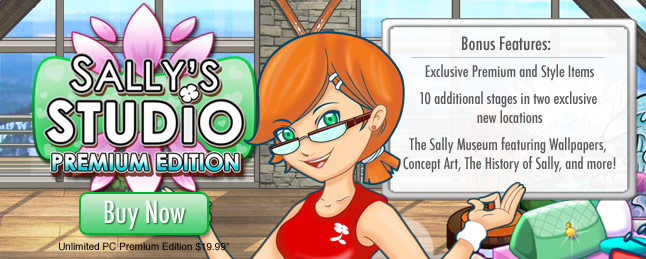 SALLY'S
STUDIO
PREMIUM EDITION
Buy Now
Unlimited PC Premium Edition $19.99*
Bonus Features:
Exclusive Premium and Style Items
10 additional stages in two exclusive
new locations
The Sally Museum featuring Wallpapers,
Concept Art, The History of Sally, and more!